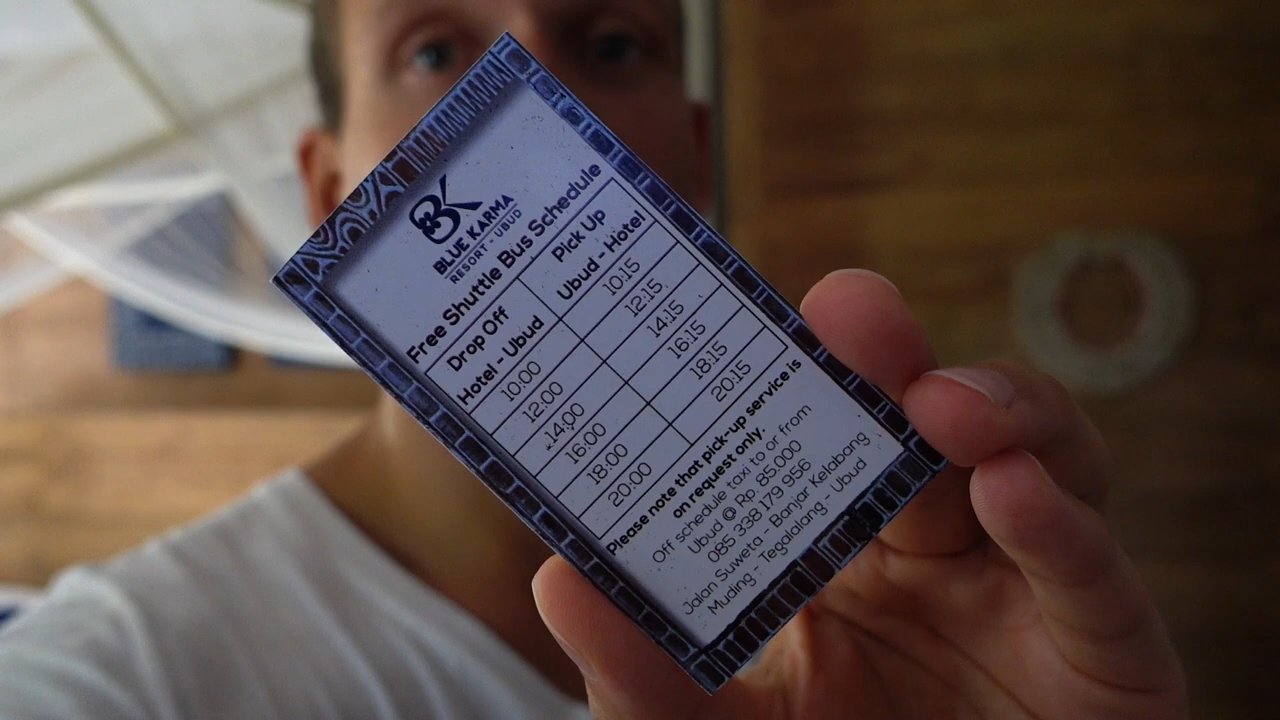 BK
BLUE KARMA
RESORT - UBUD
Free Shuttle Bus Schedule
Drop Off Pick Up
Hotel - Ubud Ubud - Hotel
10:00 10:15
12:00 12:15
14:00 14:15
16:00 16:15
18:00 18:15
20:00 20:15
Please note that pick-up service is
on request only.
Off schedule taxi to or from
Ubud @ Rp. 85.000
085 338 179 956
Jalan Suweta - Banjar Kelabang
Muding - Tegalalang - Ubud